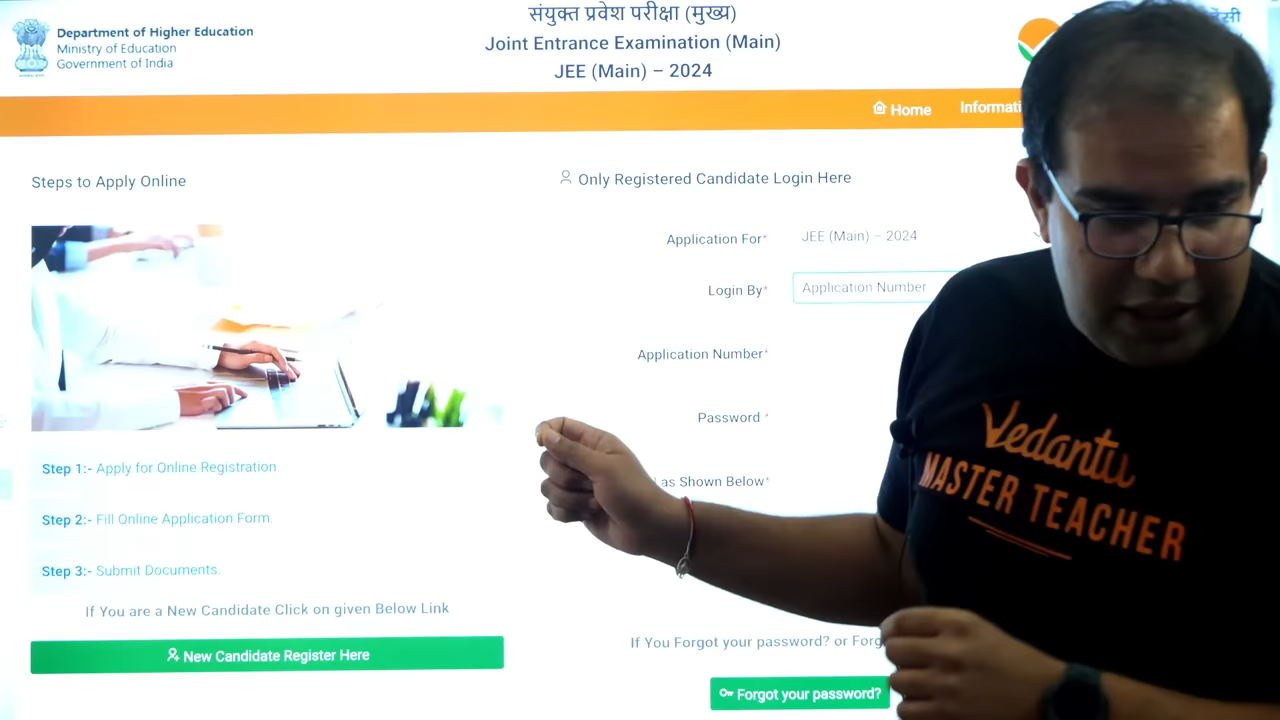 संयुक्त प्रवेश परीक्षा (मुख्य)
Joint Entrance Examination (Main)
JEE (Main) – 2024
Department of Higher Education
Ministry of Education
Government of India
Home
Steps to Apply Online
Only Registered Candidate Login Here
Application For*
JEE (Main) – 2024
Login By*
Application Number
Application Number*
Password *
as Shown Below*
Step 1:- Apply for Online Registration.
Step 2:- Fill Online Application Form.
Step 3:- Submit Documents.
If You are a New Candidate Click on given Below Link
New Candidate Register Here
If You Forgot your password? or
Forgot your password?
Vedantu
MASTER TEACHER